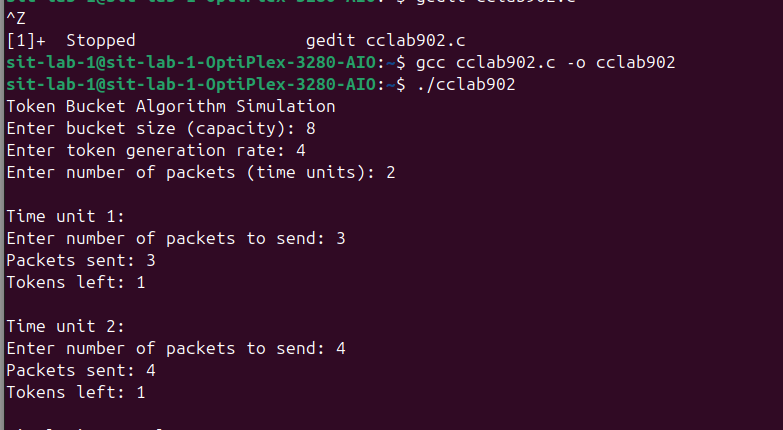 ^Z
[1]+  Stopped                 gedit cclab902.c
sit-lab-1@sit-lab-1-OptiPlex-3280-AIO:~$ gcc cclab902.c -o cclab902
sit-lab-1@sit-lab-1-OptiPlex-3280-AIO:~$ ./cclab902
Token Bucket Algorithm Simulation
Enter bucket size (capacity): 8
Enter token generation rate: 4
Enter number of packets (time units): 2

Time unit 1:
Enter number of packets to send: 3
Packets sent: 3
Tokens left: 1

Time unit 2:
Enter number of packets to send: 4
Packets sent: 4
Tokens left: 1